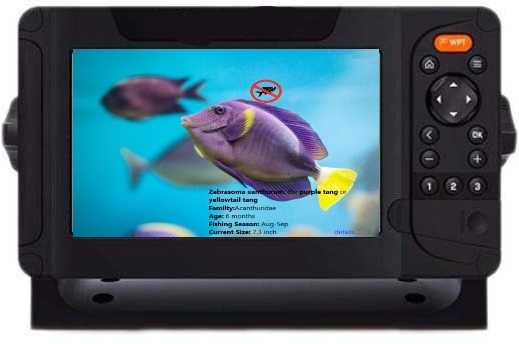 WPT
Zebrasoma xanthurum, the purple tang or
yellowtail tang
Family:Acanthuridae
Age: 6 months
Fishing Season: Aug-Sep
Current Size: 7.3 inch
details...
OK
1 2 3